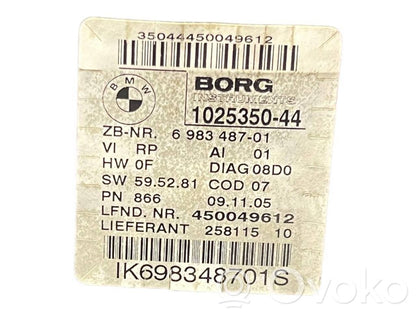 35044450049612
BMW
BORG
INSTRUMENTS
1025350-44
ZB-NR. 6 983 487-01
VI RP AI 01
HW 0F DIAG 08D0
SW 59.52.81 COD 07
PN 866 09.11.05
LFND. NR. 450049612
LIEFERANT 258115 10
IK698348701S
©Ovoko